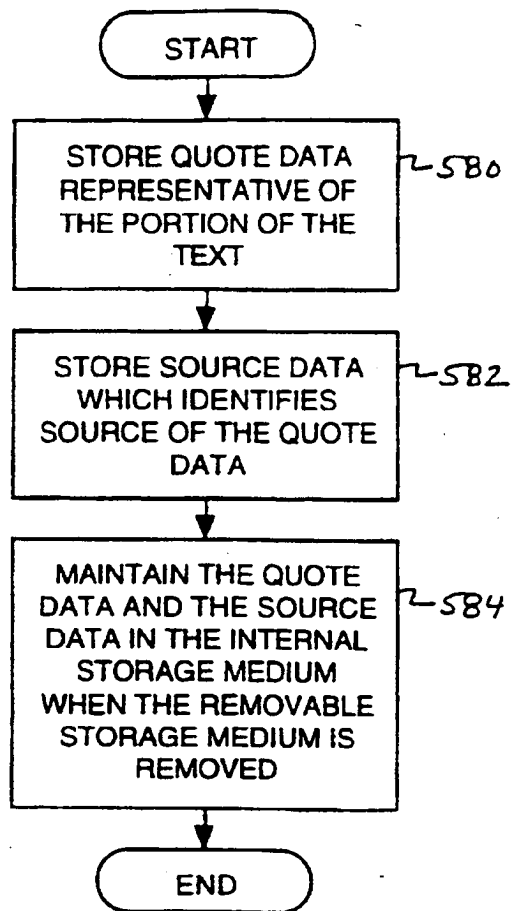 START
STORE QUOTE DATA
REPRESENTATIVE OF
THE PORTION OF THE
TEXT
580
STORE SOURCE DATA
WHICH IDENTIFIES
SOURCE OF THE QUOTE
DATA
582
MAINTAIN THE QUOTE
DATA AND THE SOURCE
DATA IN THE INTERNAL
STORAGE MEDIUM
WHEN THE REMOVABLE
STORAGE MEDIUM IS
REMOVED
584
END